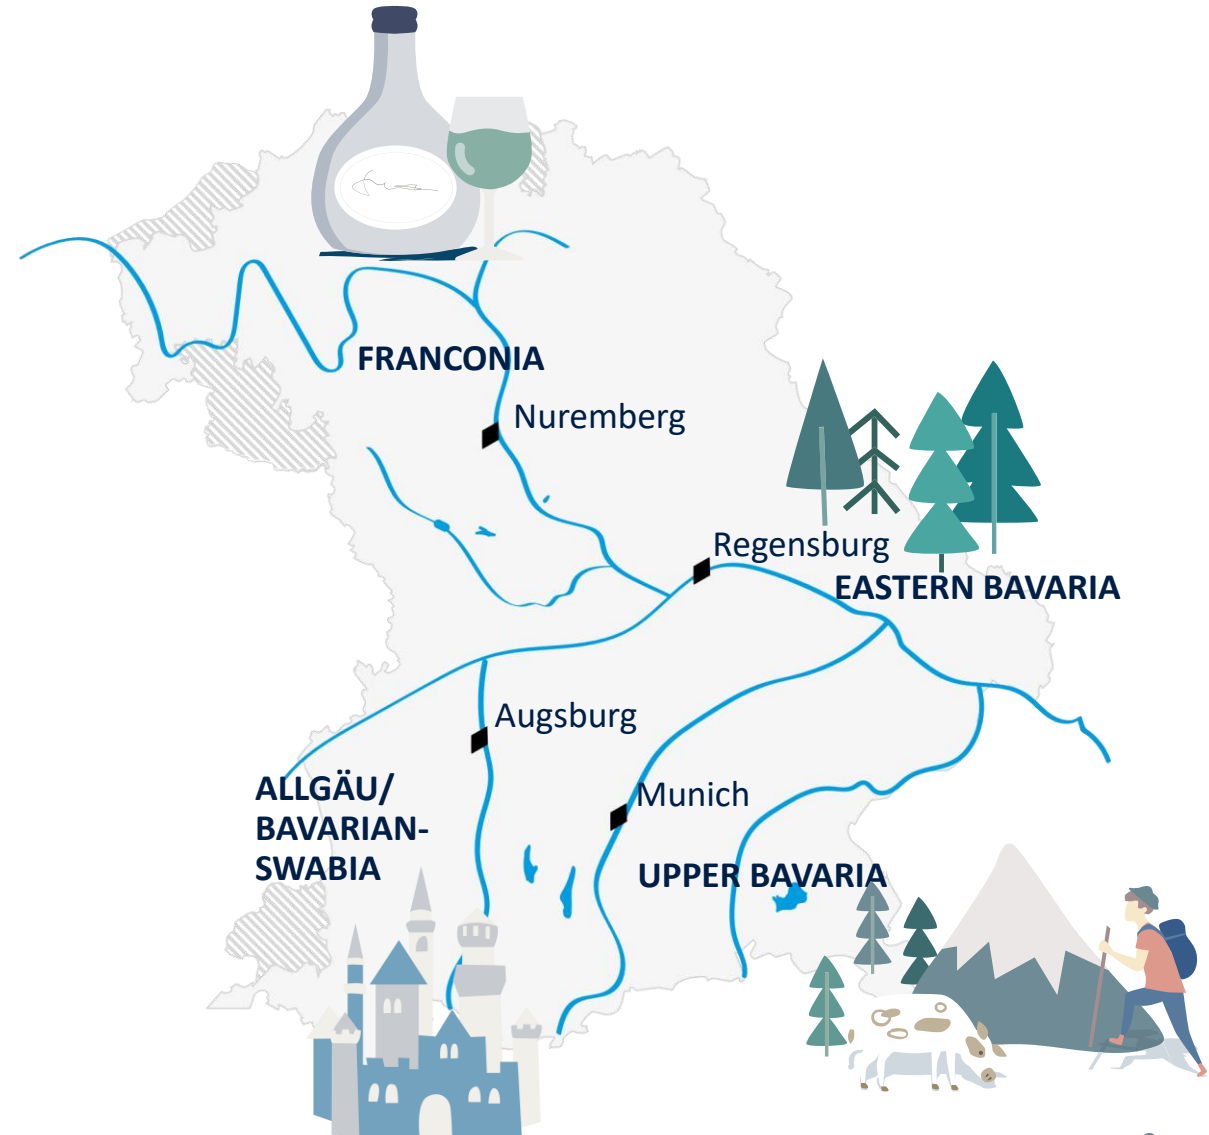 FRANCONIA
Nuremberg
Regensburg
EASTERN BAVARIA
Augsburg
ALLGÄU/
BAVARIAN-
SWABIA
Munich
UPPER BAVARIA